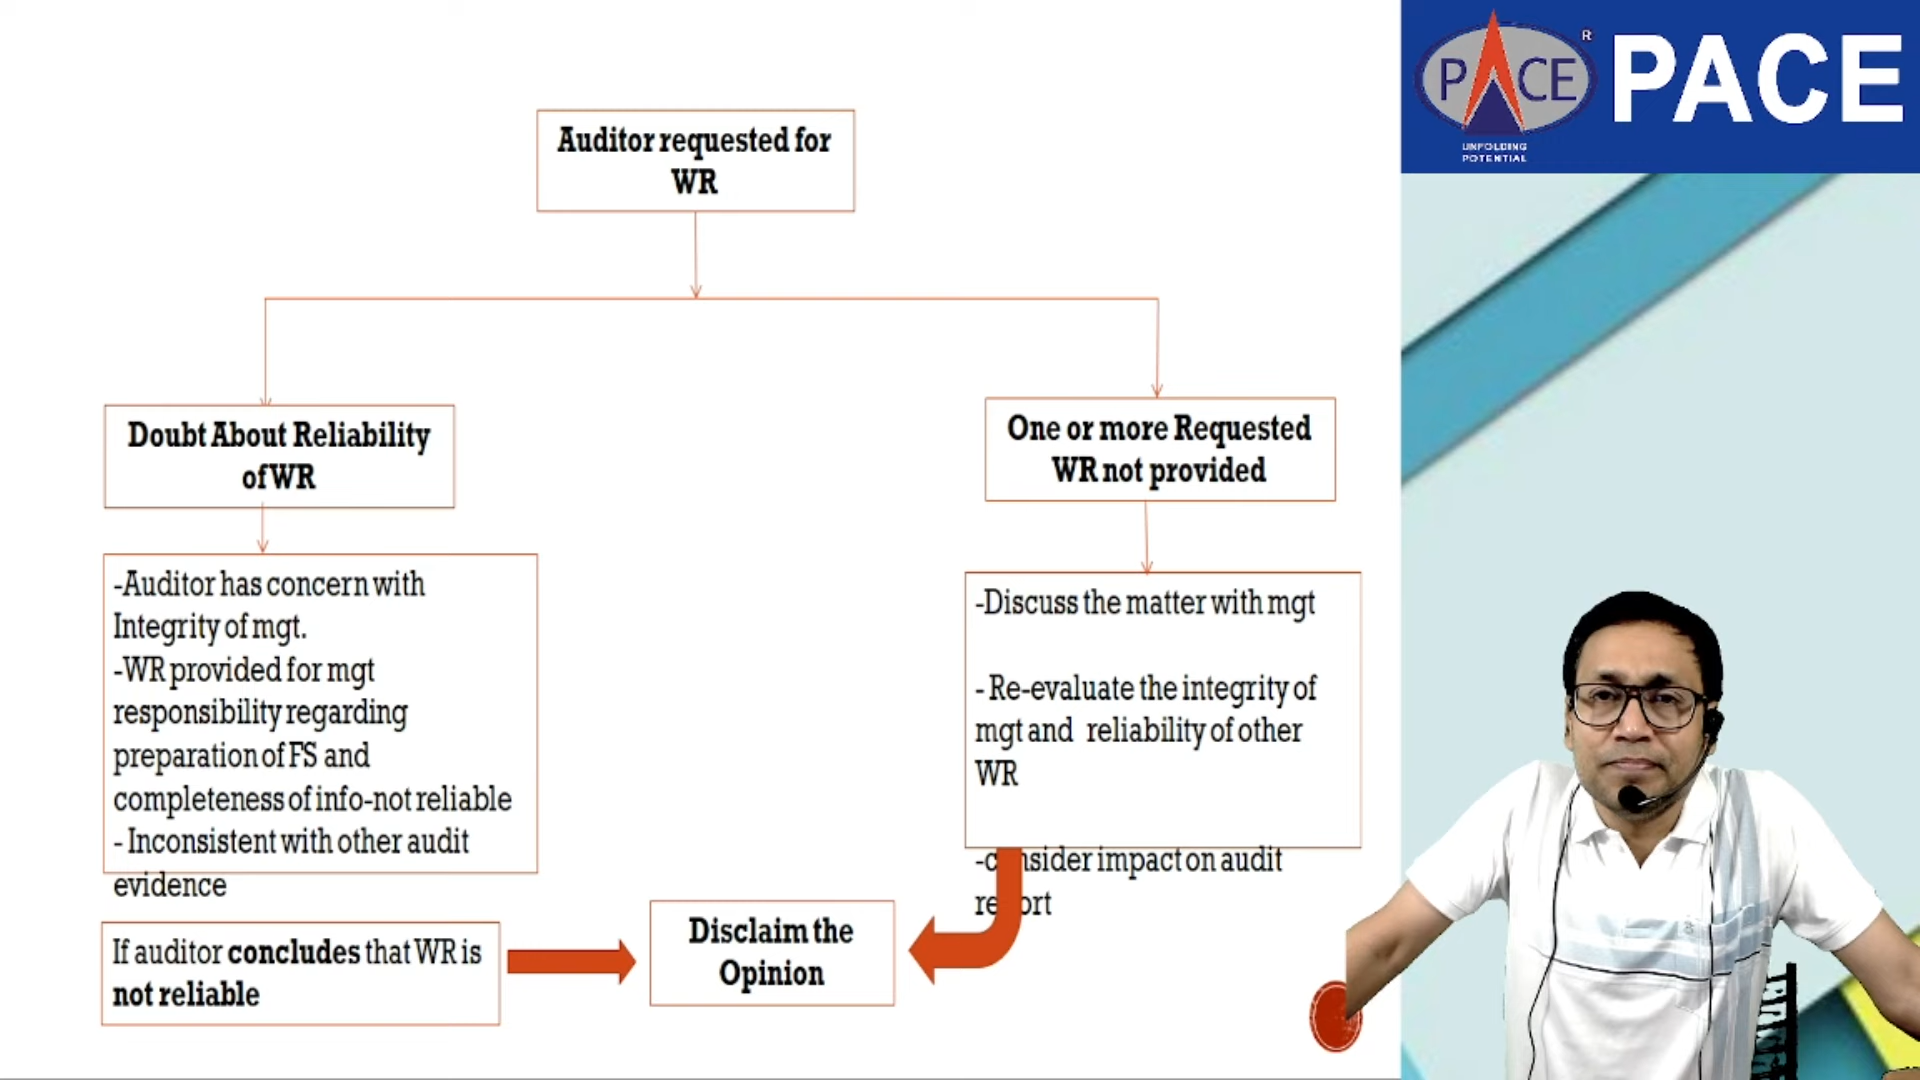 Auditor requested for
WR
Doubt About Reliability
of WR
-Auditor has concern with
Integrity of mgt.
-WR provided for mgt
responsibility regarding
preparation of FS and
completeness of info-not reliable
- Inconsistent with other audit
evidence
If auditor concludes that WR is
not reliable
One or more Requested
WR not provided
-Discuss the matter with mgt
- Re-evaluate the integrity of
mgt and reliability of other
WR
-consider impact on audit
report
Disclaim the
Opinion
PACE
R
UNFOLDING
POTENTIAL
PACE